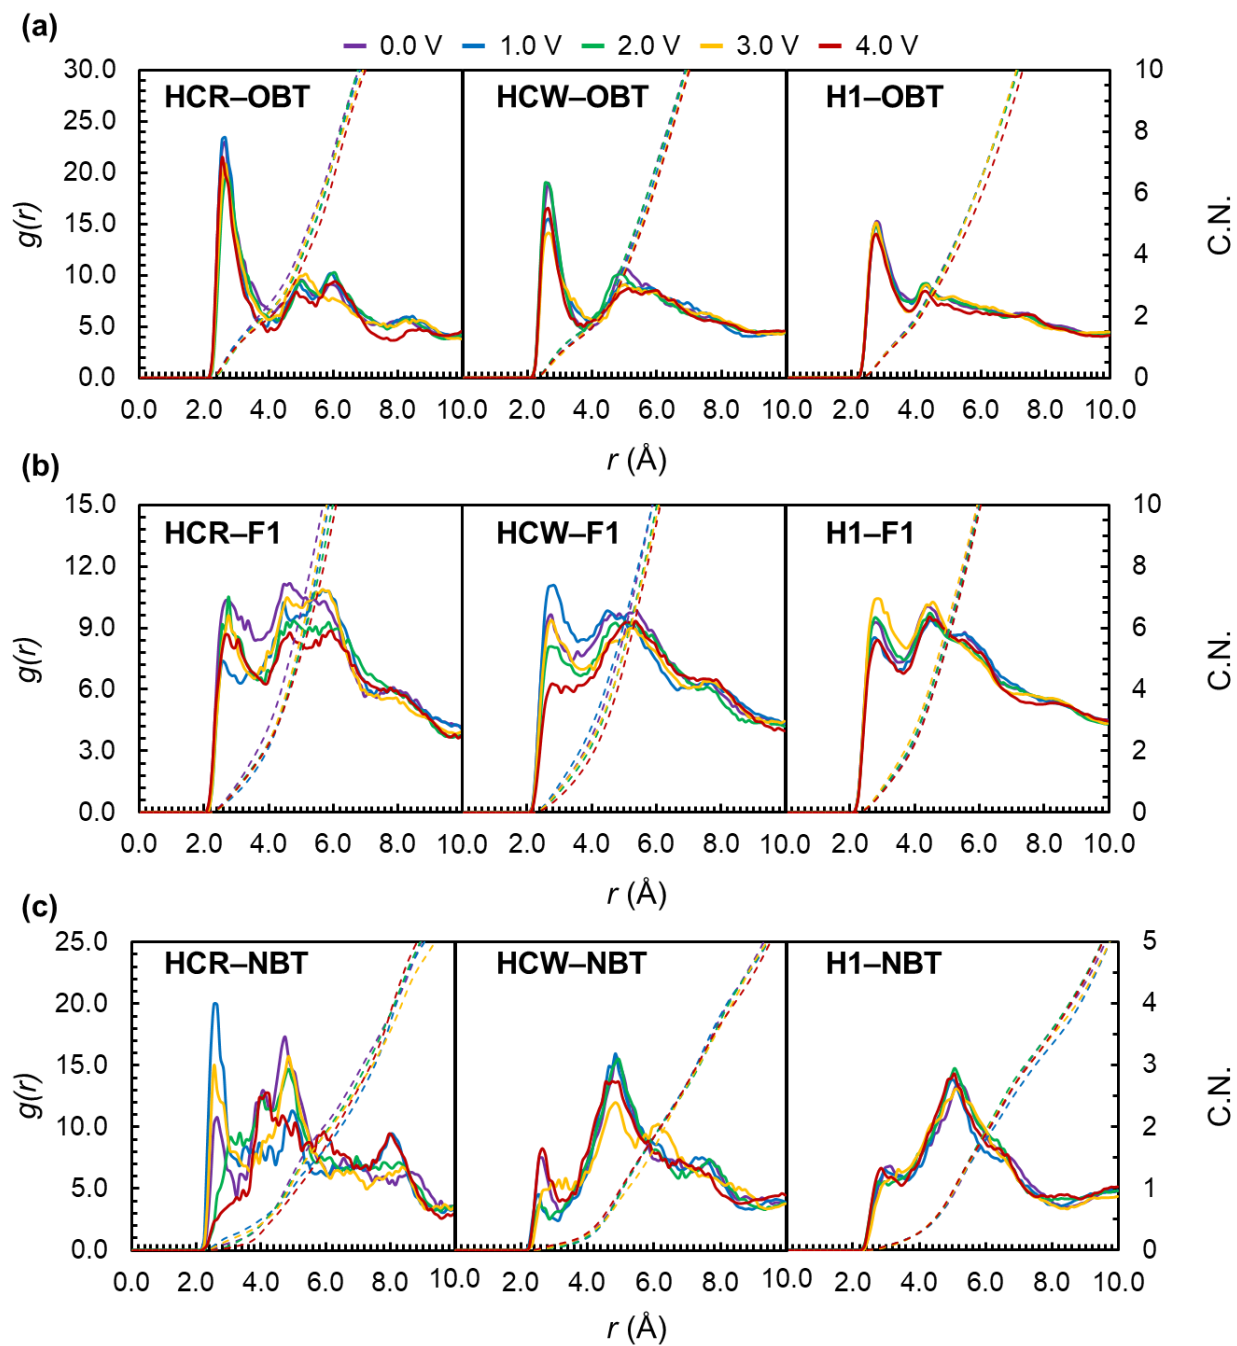 (a)
0.0 V 1.0 V 2.0 V 3.0 V 4.0 V
HCR–OBT HCW–OBT H1–OBT
30.0
25.0
20.0
15.0
10.0
5.0
0.0
g(r)
10
8
6
4
2
0
C.N.
0.0 2.0 4.0 6.0 8.0 10.0 2.0 4.0 6.0 8.0 10.0 2.0 4.0 6.0 8.0 10.0
r (Å)
(b)
HCR–F1 HCW–F1 H1–F1
15.0
12.0
9.0
6.0
3.0
0.0
g(r)
10
8
6
4
2
0
C.N.
0.0 2.0 4.0 6.0 8.0 10.0 2.0 4.0 6.0 8.0 10.0 2.0 4.0 6.0 8.0 10.0
r (Å)
(c)
HCR–NBT HCW–NBT H1–NBT
25.0
20.0
15.0
10.0
5.0
0.0
g(r)
5
4
3
2
1
0
C.N.
0.0 2.0 4.0 6.0 8.0 10.0 2.0 4.0 6.0 8.0 10.0 2.0 4.0 6.0 8.0 10.0
r (Å)